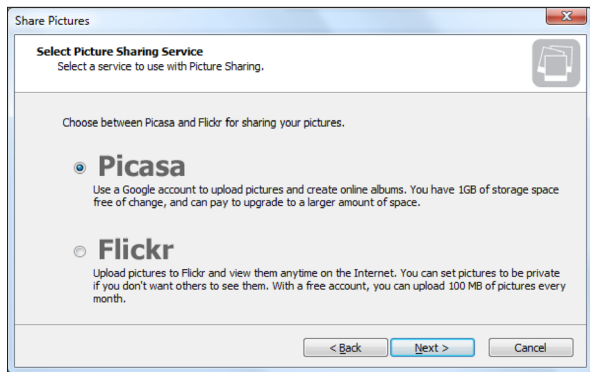 Share Pictures
Select Picture Sharing Service
Select a service to use with Picture Sharing.
Choose between Picasa and Flickr for sharing your pictures.
Picasa
Use a Google account to upload pictures and create online albums. You have 1GB of storage space
free of change, and can pay to upgrade to a larger amount of space.
Flickr
Upload pictures to Flickr and view them anytime on the Internet. You can set pictures to be private
if you don't want others to see them. With a free account, you can upload 100 MB of pictures every
month.
< Back Next > Cancel